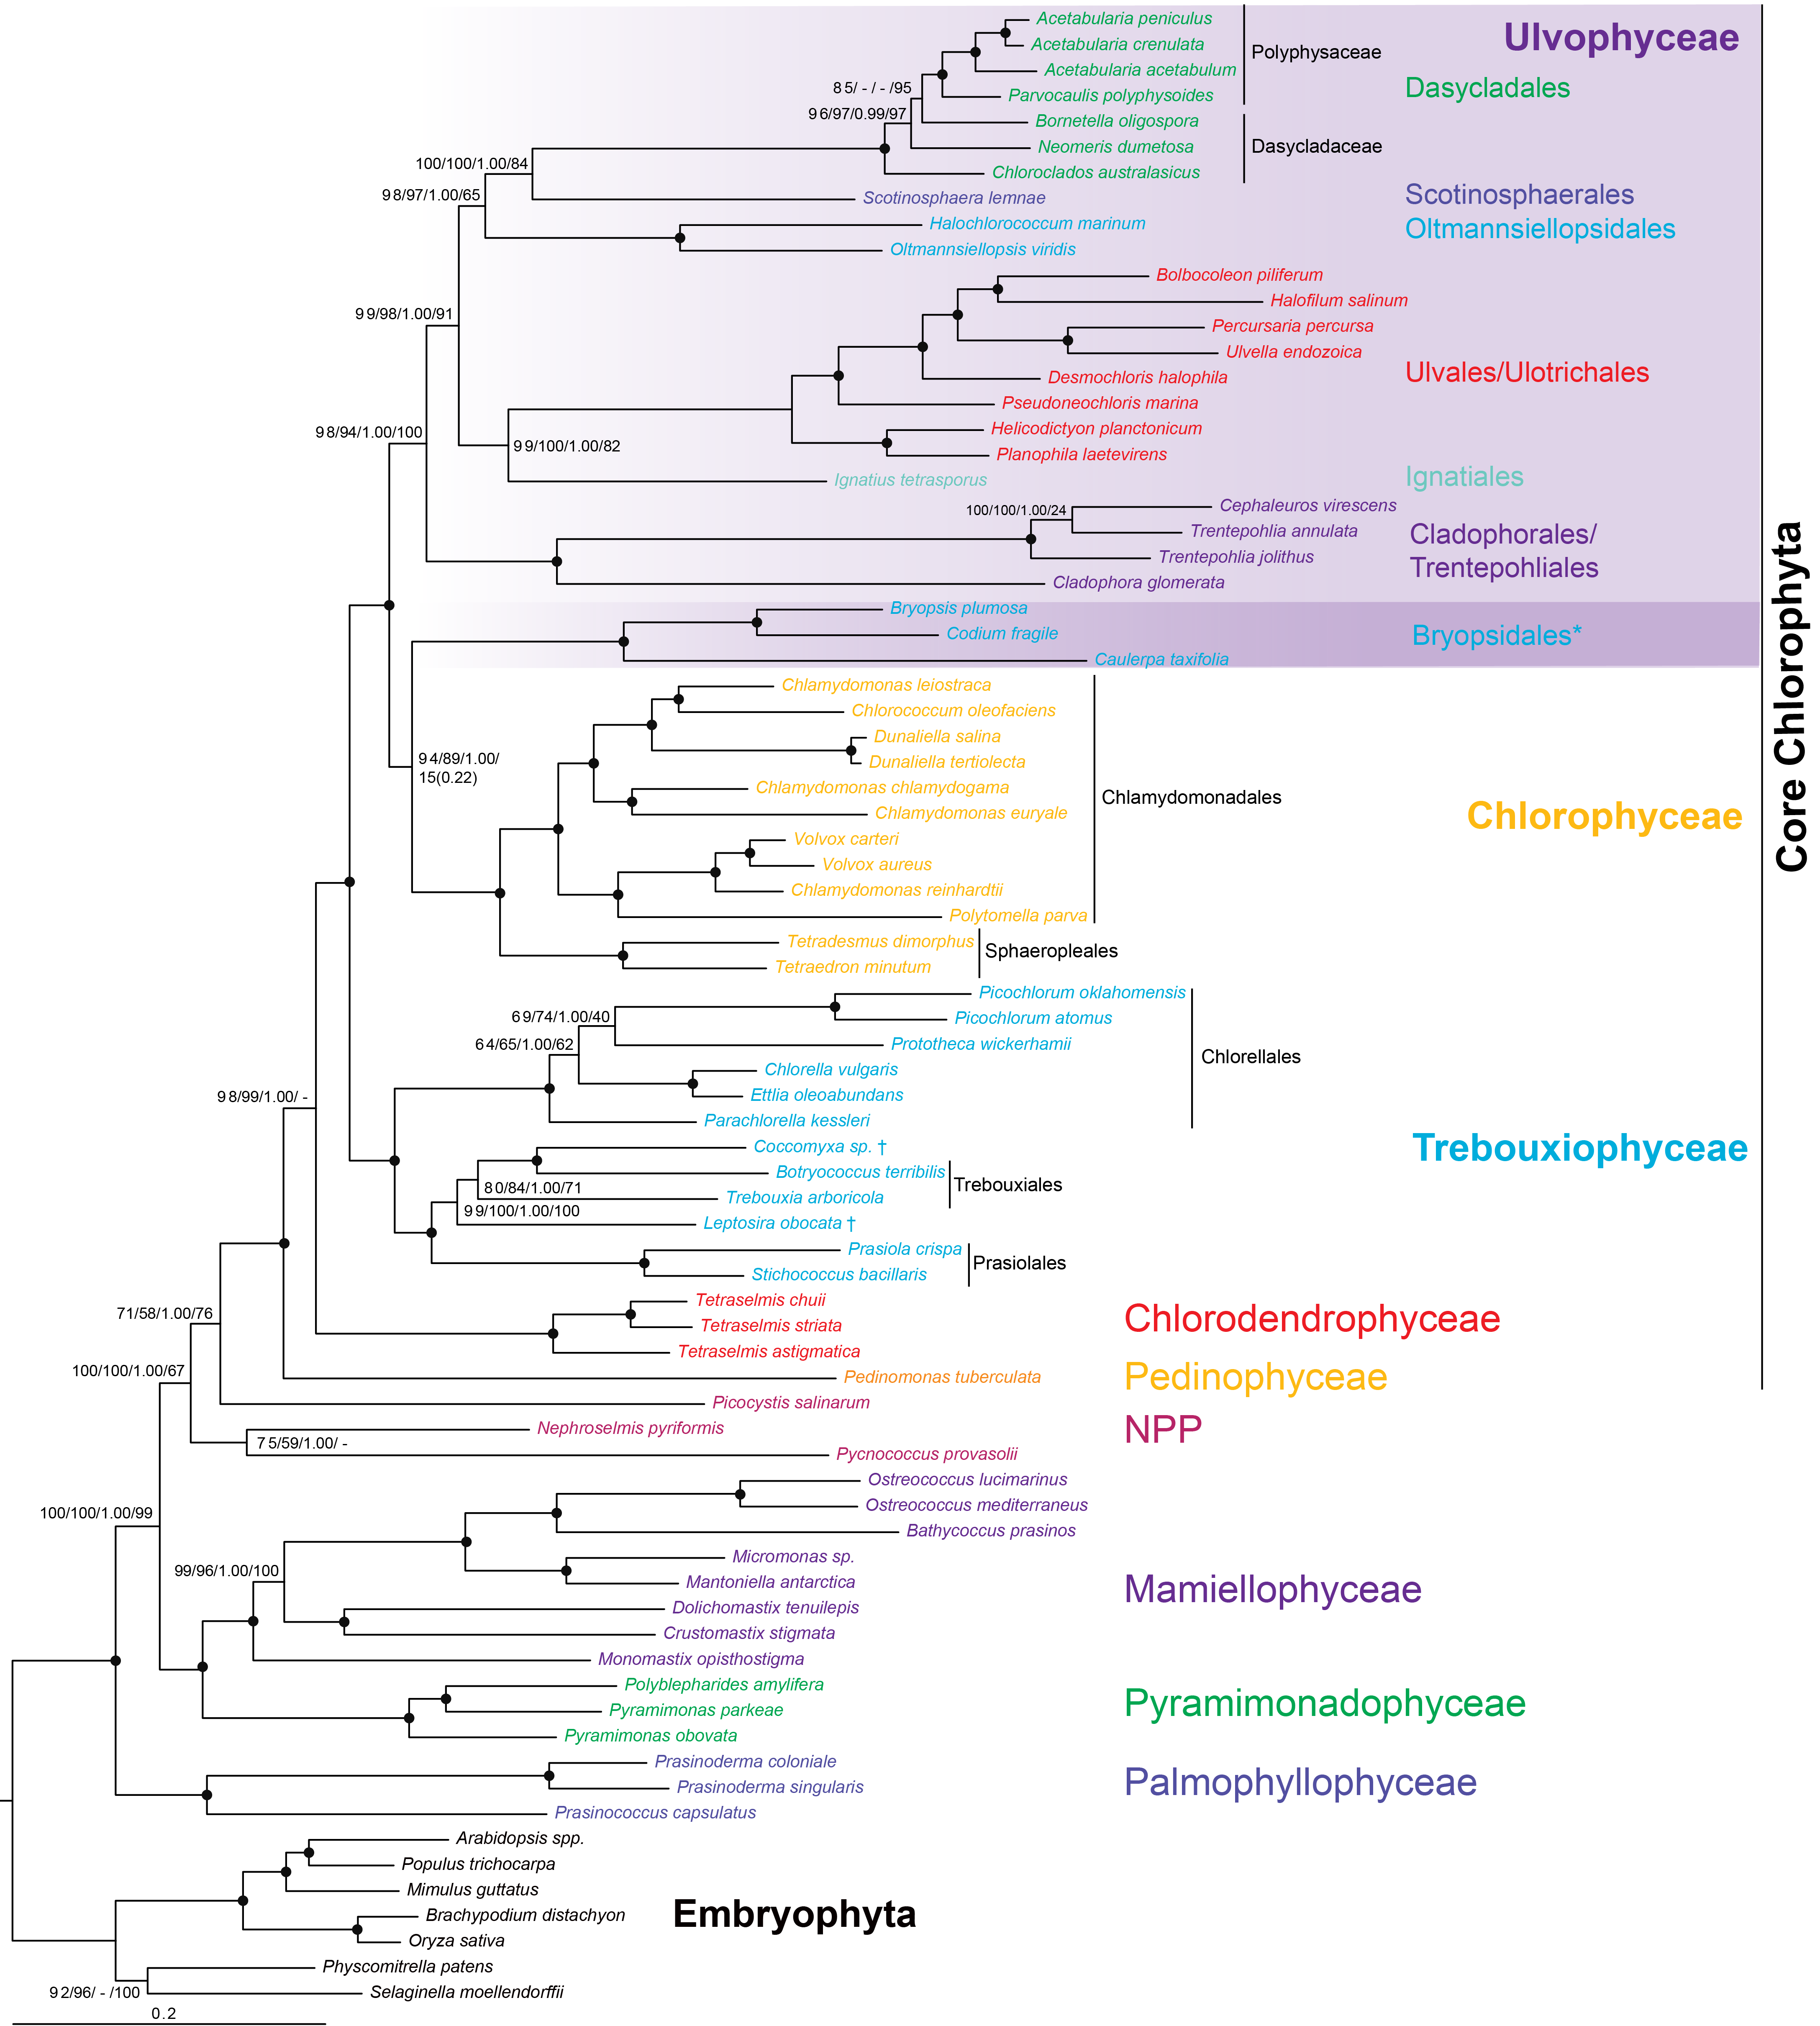 Acetabularia peniculus
Ulvophyceae
Acetabularia crenulata
Polyphysaceae
Acetabularia acetabulum
Dasycladales
85/ - / - /95
Parvocaulis polyphysoides
96/97/0.99/97
Bornetella oligospora
Neomeris dumetosa
Dasycladaceae
100/100/1.00/84
Chloroclados australasicus
98/97/1.00/65
Scotinosphaera lemnae
Scotinosphaerales
Halochlorococcum marinum
Oltmannsiellopsidales
Oltmannsiellopsis viridis
Bolbocoleon piliferum
Halofilum salinum
99/98/1.00/91
Percursaria percursa
Ulvella endozoica
Desmochloris halophila
Ulvales/Ulotrichales
Pseudoneochloris marina
98/94/1.00/100
Helicodictyon planctonicum
99/100/1.00/82
Planophila laetevirens
Ignatius tetrasporus
Ignatiales
100/100/1.00/24
Cephaleuros virescens
Trentepohlia annulata
Cladophorales/
Trentepohlia jolithus
Trentepohliales
Cladophora glomerata
Bryopsis plumosa
Codium fragile
Bryopsidales*
Caulerpa taxifolia
Core Chlorophyta
Chlamydomonas leiostraca
Chlorococcum oleofaciens
Dunaliella salina
94/89/1.00/
15(0.22)
Dunaliella tertiolecta
Chlamydomonas chlamydogama
Chlamydomonadales
Chlamydomonas euryale
Chlorophyceae
Volvox carteri
Volvox aureus
Chlamydomonas reinhardtii
Polytomella parva
Tetradesmus dimorphus
Sphaeropleales
Tetraedron minutum
Picochlorum oklahomensis
69/74/1.00/40
Picochlorum atomus
64/65/1.00/62
Prototheca wickerhamii
Chlorellales
Chlorella vulgaris
98/99/1.00/ -
Ettlia oleoabundans
Parachlorella kessleri
Coccomyxa sp. †
Trebouxiophyceae
Botryococcus terribilis
80/84/1.00/71
Trebouxiales
Trebouxia arboricola
99/100/1.00/100
Leptosira obocata †
Prasiola crispa
Prasiolales
Stichococcus bacillaris
Tetraselmis chuii
71/58/1.00/76
Chlorodendrophyceae
Tetraselmis striata
Tetraselmis astigmatica
100/100/1.00/67
Pedinomonas tuberculata
Pedinophyceae
Picocystis salinarum
Nephroselmis pyriformis
NPP
75/59/1.00/ -
Pycnococcus provasolii
Ostreococcus lucimarinus
Ostreococcus mediterraneus
100/100/1.00/99
Bathycoccus prasinos
Micromonas sp.
99/96/1.00/100
Mantoniella antarctica
Mamiellophyceae
Dolichomastix tenuilepis
Crustomastix stigmata
Monomastix opisthostigma
Polyblepharides amylifera
Pyramimonadophyceae
Pyramimonas parkeae
Pyramimonas obovata
Prasinoderma coloniale
Palmophyllophyceae
Prasinoderma singularis
Prasinococcus capsulatus
Arabidopsis spp.
Populus trichocarpa
Mimulus guttatus
Brachypodium distachyon
Embryophyta
Oryza sativa
Physcomitrella patens
92/96/ - /100
Selaginella moellendorffii
0.2